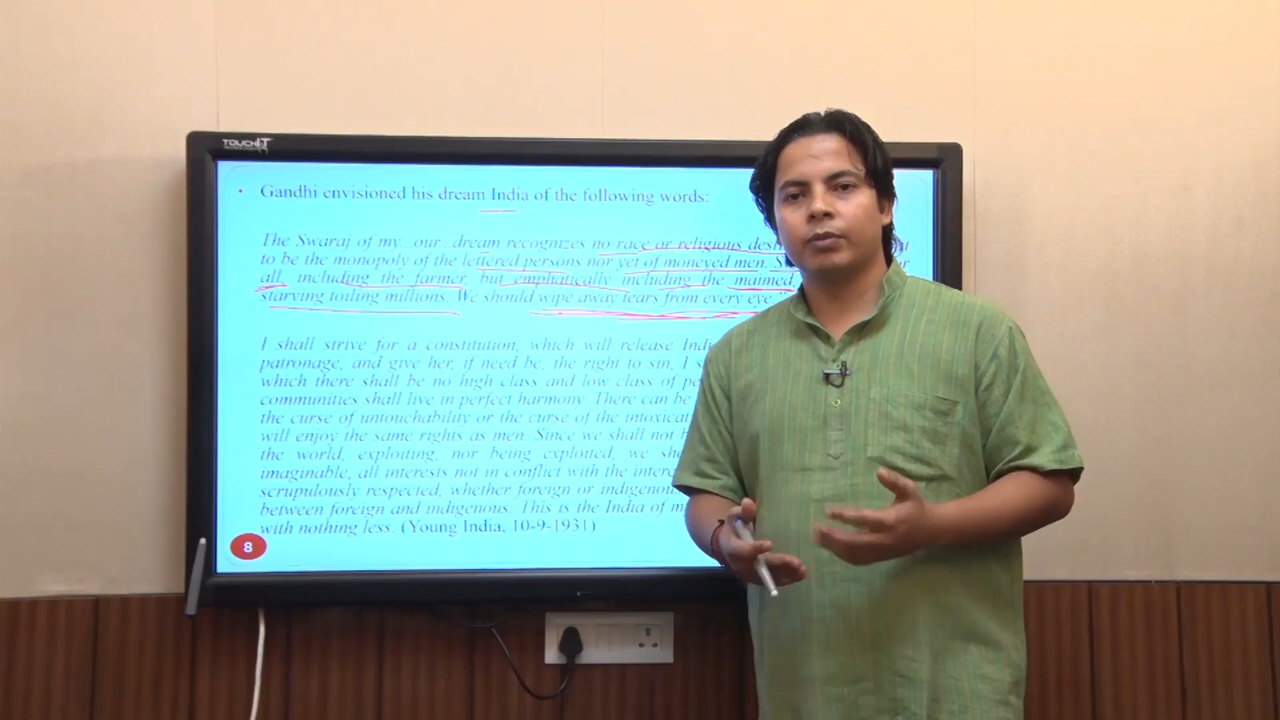 TOUCHIT
• Gandhi envisioned his dream India of the following words:
The Swaraj of my...our...dream recognizes no race or religious
to be the monopoly of the lettered persons nor yet of moneyed men.
all, including the farmer, but emphatically including the maimed,
starving toiling millions. We should wipe away tears from every eye."
I shall strive for a constitution, which will release
patronage, and give her, if need be, the right to sin, I
which there shall be no high class and low class of
communities shall live in perfect harmony. There can be
the curse of untouchability or the curse of the
will enjoy the same rights as men. Since we shall not
the world, exploiting, nor being exploited, we
imaginable, all interests not in conflict with the
scrupulously respected, whether foreign or
between foreign and indigenous. This is the India of
with nothing less. (Young India, 10-9-1931)
8